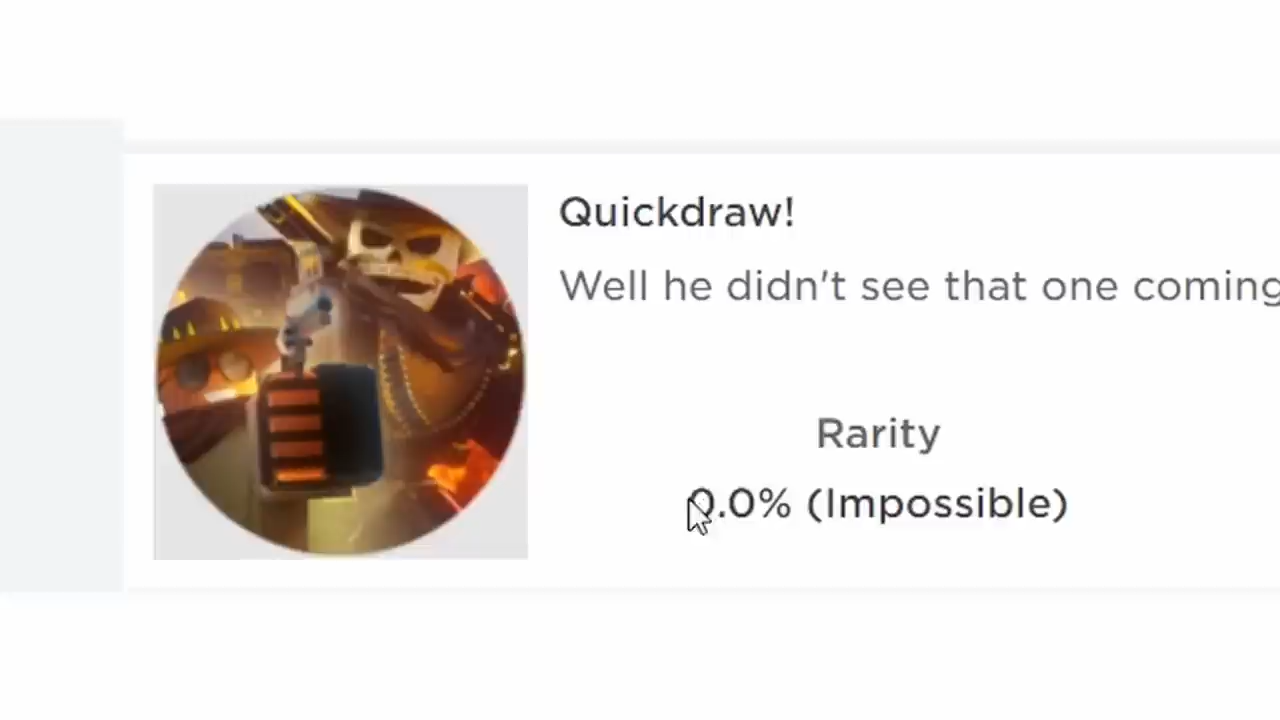 Quickdraw!
Well he didn't see that one coming
Rarity
0.0% (Impossible)